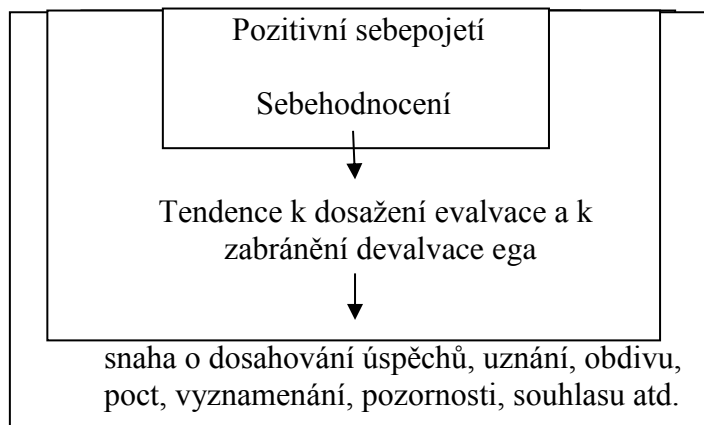 Pozitivní sebepojetí
Sebehodnocení
Tendence k dosažení evalvace a k
zabránění devalvace ega
snaha o dosahování úspěchů, uznání, obdivu,
poct, vyznamenání, pozornosti, souhlasu atd.